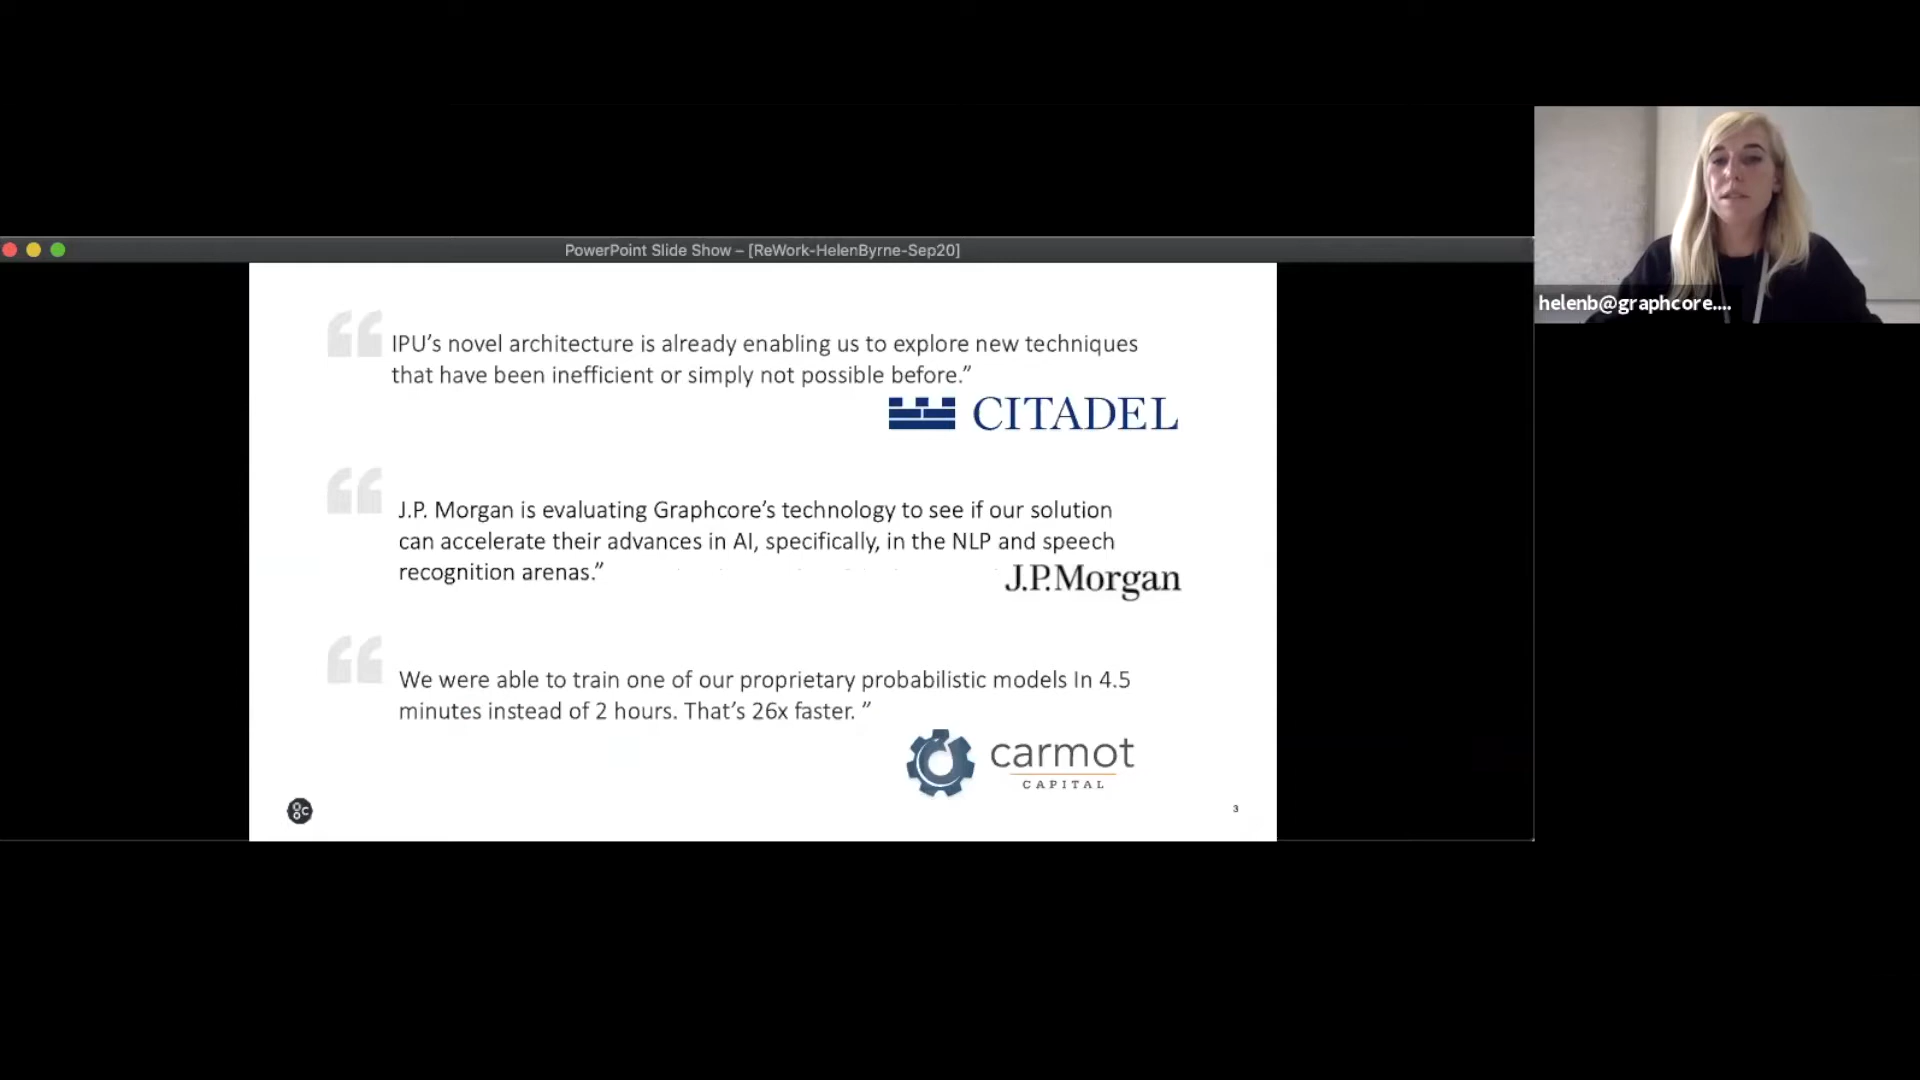 PowerPoint Slide Show – [ReWork-HelenByrne-Sep20]
helenb@graphcore....
IPU’s novel architecture is already enabling us to explore new techniques
that have been inefficient or simply not possible before.”
CITADEL
J.P. Morgan is evaluating Graphcore’s technology to see if our solution
can accelerate their advances in AI, specifically, in the NLP and speech
recognition arenas.”
J.P.Morgan
We were able to train one of our proprietary probabilistic models In 4.5
minutes instead of 2 hours. That’s 26x faster. ”
carmot
CAPITAL
3